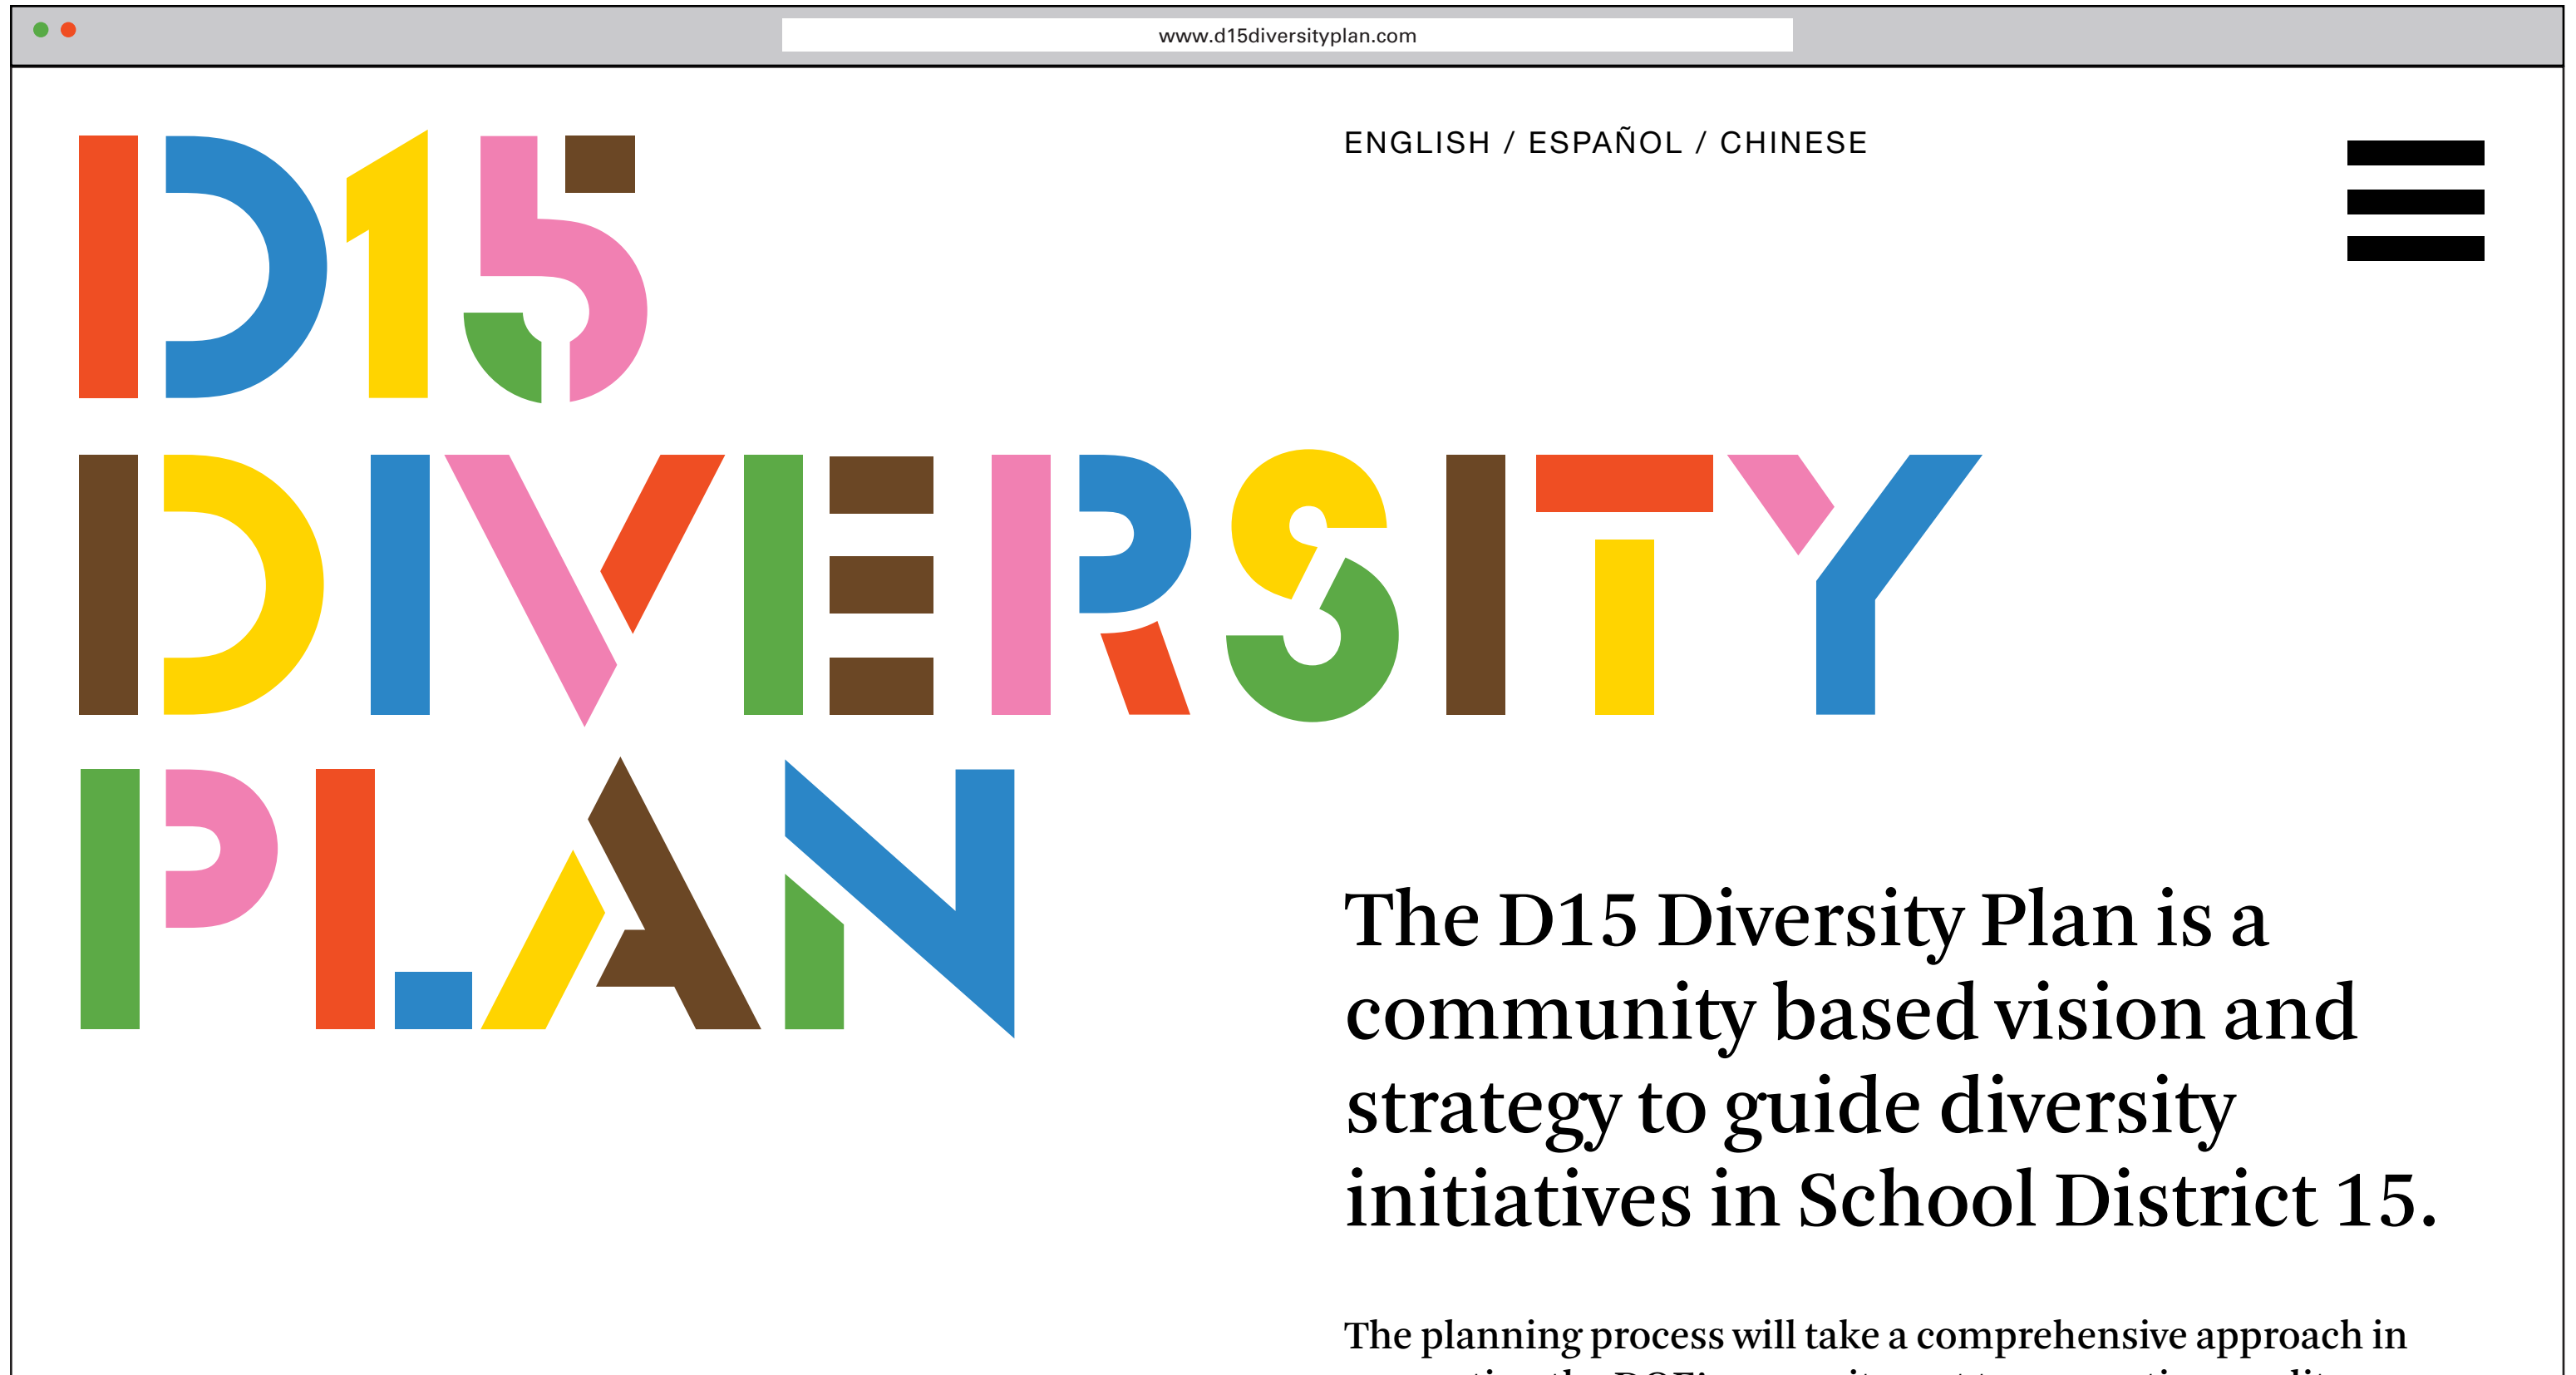 www.d15diversityplan.com
D15
DIVERSITY
PLAN
ENGLISH / ESPAÑOL / CHINESE
The D15 Diversity Plan is a
community based vision and
strategy to guide diversity
initiatives in School District 15.
The planning process will take a comprehensive approach in